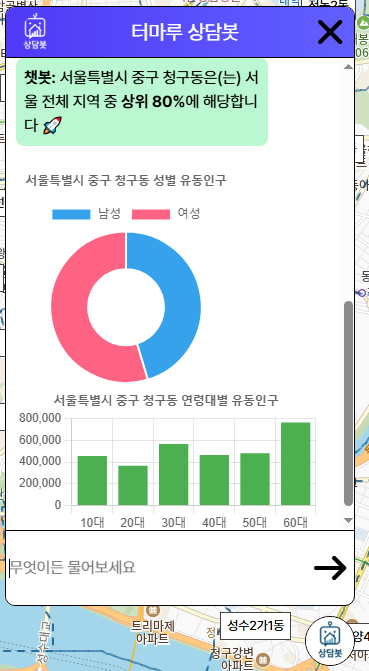 테마루 상담봇
상담봇
챗봇: 서울특별시 중구 청구동은(는) 서
울 전체 지역 중 상위 80%에 해당합니
다 🚀
서울특별시 중구 청구동 성별 유동인구
남성 여성
서울특별시 중구 청구동 연령대별 유동인구
800,000
600,000
400,000
200,000
0
10대 20대 30대 40대 50대 60대
무엇이든 물어보세요
트리마제
아파트
성수2가1동
청구강변
아파트
성수대교
상담봇